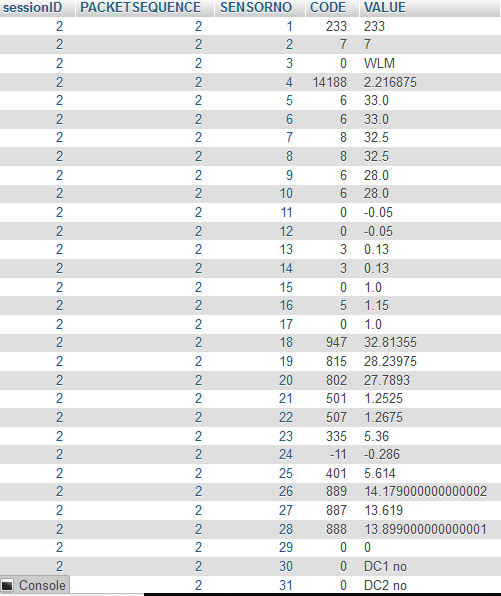 sessionID PACKETSEQUENCE SENSORNO CODE VALUE
2 2 1 233 233
2 2 2 7 7
2 2 3 0 WLM
2 2 4 14188 2.216875
2 2 5 6 33.0
2 2 6 6 33.0
2 2 7 8 32.5
2 2 8 8 32.5
2 2 9 6 28.0
2 2 10 6 28.0
2 2 11 0 -0.05
2 2 12 0 -0.05
2 2 13 3 0.13
2 2 14 3 0.13
2 2 15 0 1.0
2 2 16 5 1.15
2 2 17 0 1.0
2 2 18 947 32.81355
2 2 19 815 28.23975
2 2 20 802 27.7893
2 2 21 501 1.2525
2 2 22 507 1.2675
2 2 23 335 5.36
2 2 24 -11 -0.286
2 2 25 401 5.614
2 2 26 889 14.179000000000002
2 2 27 887 13.619
2 2 28 888 13.899000000000001
2 2 29 0 0
2 2 30 0 DC1 no
Console 2 31 0 DC2 no